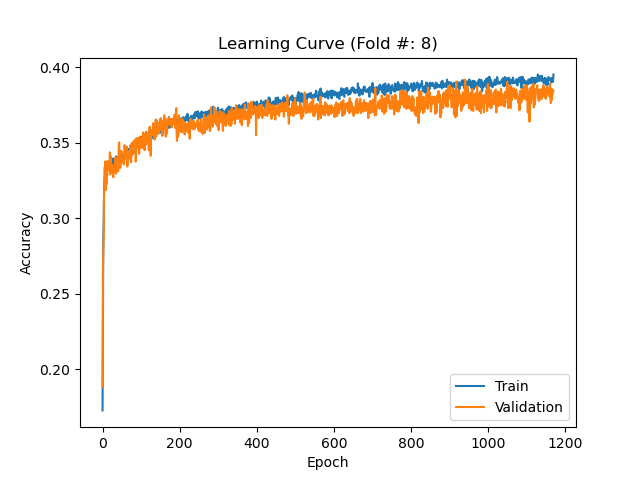 Learning Curve (Fold #: 8)
0.40
0.35
0.30
0.25
0.20
Accuracy
0 200 400 600 800 1000 1200
Epoch
Train
Validation